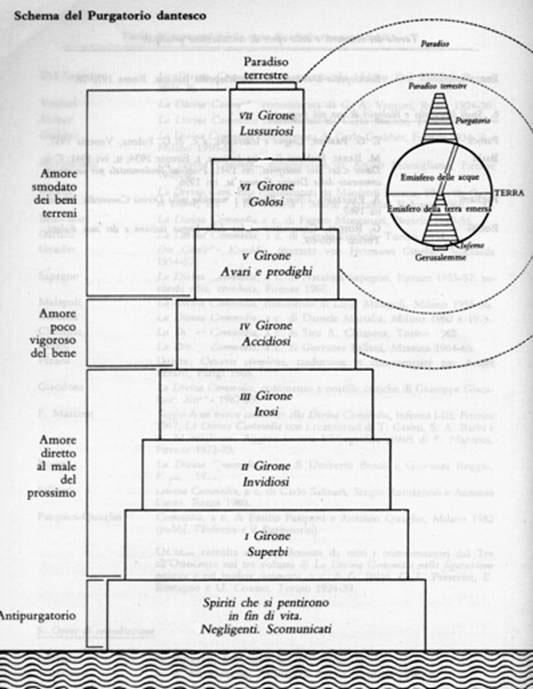 Schema del Purgatorio dantesco
Paradiso
Paradiso
terrestre
VII Girone
Lussuriosi
VI Girone
Golosi
V Girone
Avari e prodighi
IV Girone
Accidiosi
III Girone
Irosi
II Girone
Invidiosi
I Girone
Superbi
Spiriti che si pentirono
in fin di vita.
Negligenti. Scomunicati
Amore
smodato
dei beni
terreni
Amore
poco
vigoroso
del bene
Amore
diretto
al male
del
prossimo
Antipurgatorio
Paradiso terrestre
Purgatorio
Emisfero delle acque
TERRA
Emisfero della terra emersa
Inferno
Gerusalemme